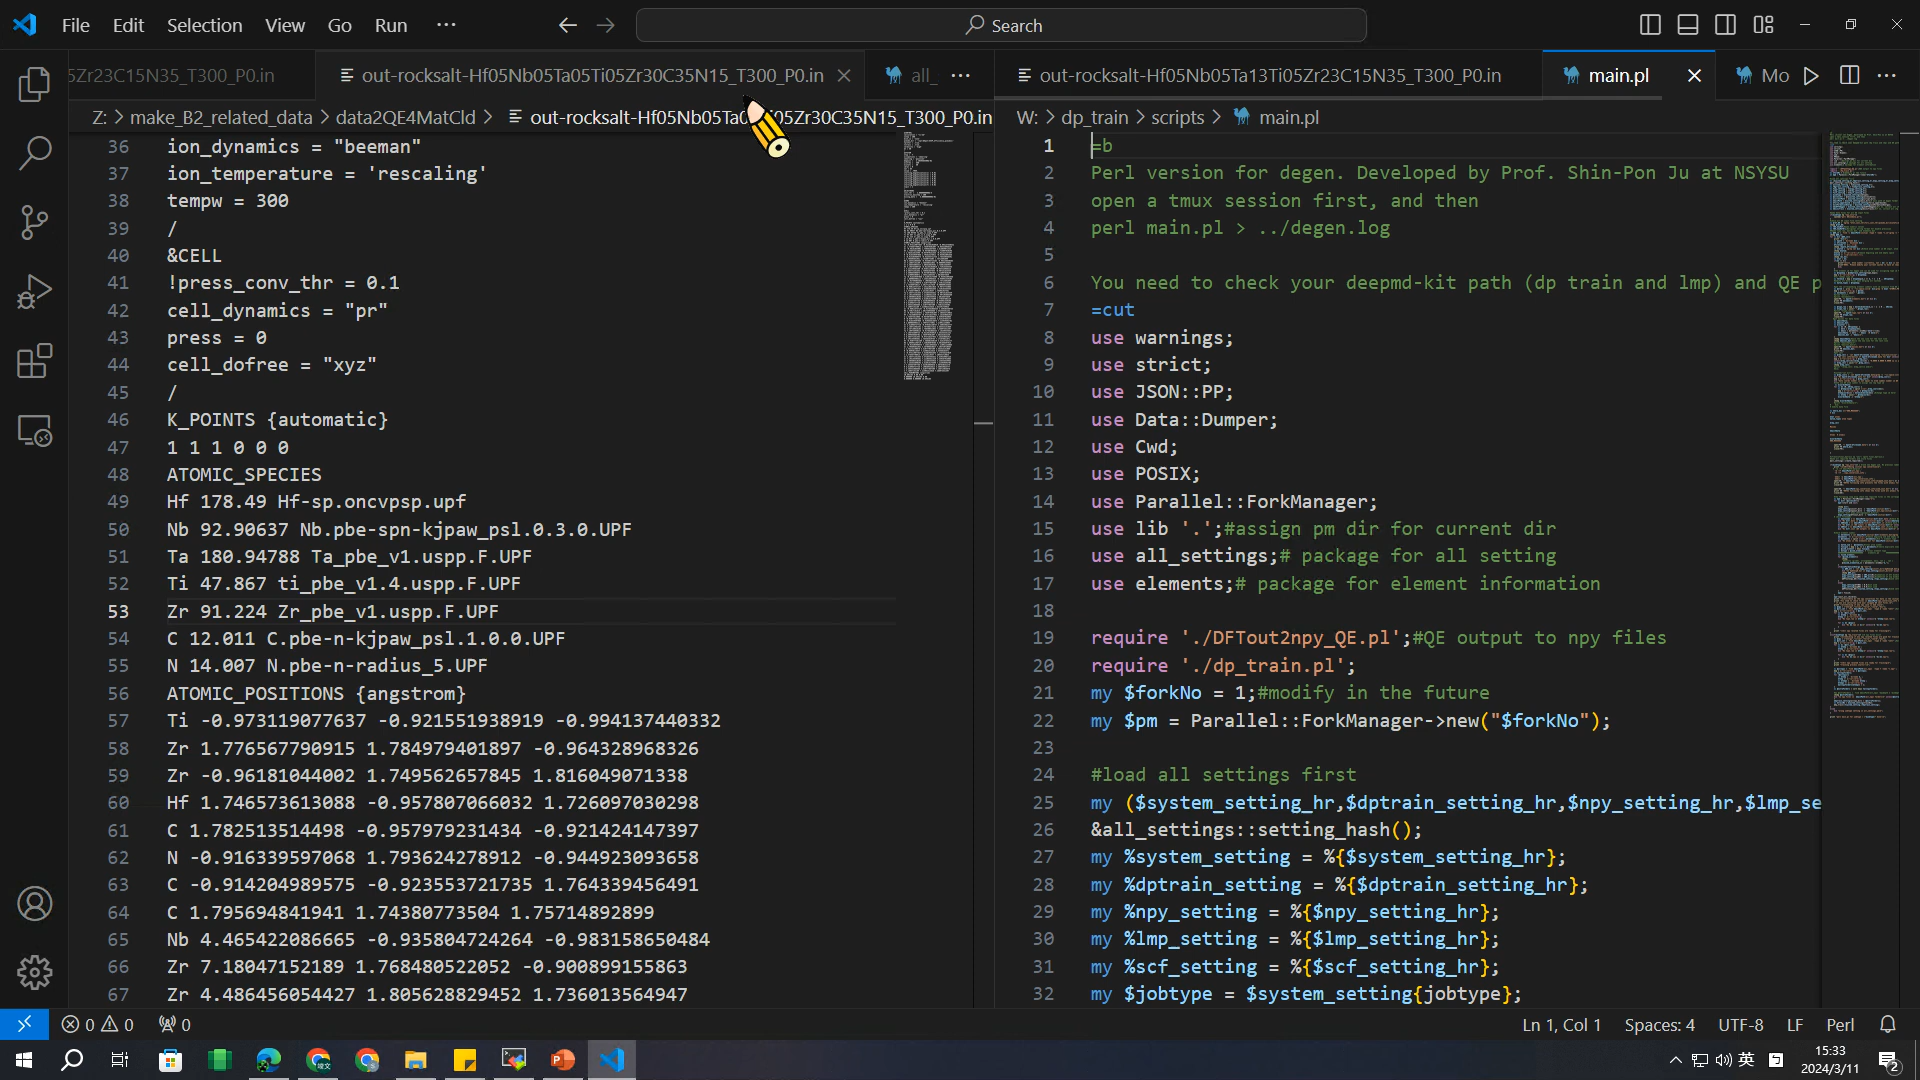 File Edit Selection View Go Run ···
Search
5Zr23C15N35_T300_P0.in
out-rocksalt-Hf05Nb05Ta05Ti05Zr30C35N15_T300_P0.in
all_
out-rocksalt-Hf05Nb05Ta13Ti05Zr23C15N35_T300_P0.in
main.pl
Mo
Z: > make_B2_related_data > data2QE4MatCld > out-rocksalt-Hf05Nb05Ta05Ti05Zr30C35N15_T300_P0.in
36 ion_dynamics = "beeman"
37 ion_temperature = 'rescaling'
38 tempw = 300
39 /
40 &CELL
41 !press_conv_thr = 0.1
42 cell_dynamics = "pr"
43 press = 0
44 cell_dofree = "xyz"
45 /
46 K_POINTS {automatic}
47 1 1 1 0 0 0
48 ATOMIC_SPECIES
49 Hf 178.49 Hf-sp.oncvpsp.upf
50 Nb 92.90637 Nb.pbe-spn-kjpaw_psl.0.3.0.UPF
51 Ta 180.94788 Ta_pbe_v1.uspp.F.UPF
52 Ti 47.867 ti_pbe_v1.4.uspp.F.UPF
53 Zr 91.224 Zr_pbe_v1.uspp.F.UPF
54 C 12.011 C.pbe-n-kjpaw_psl.1.0.0.UPF
55 N 14.007 N.pbe-n-radius_5.UPF
56 ATOMIC_POSITIONS {angstrom}
57 Ti -0.973119077637 -0.921551938919 -0.994137440332
58 Zr 1.776567790915 1.784979401897 -0.964328968326
59 Zr -0.96181044002 1.749562657845 1.816049071338
60 Hf 1.746573613088 -0.957807066032 1.726097030298
61 C 1.782513514498 -0.957979231434 -0.921424147397
62 N -0.916339597068 1.793624278912 -0.944923093658
63 C -0.914204989575 -0.923553721735 1.764339456491
64 C 1.795694841941 1.74380773504 1.75714892899
65 Nb 4.465422086665 -0.935804724264 -0.983158650484
66 Zr 7.18047152189 1.768480522052 -0.900899155863
67 Zr 4.486456054427 1.805628829452 1.736013564947
W: > dp_train > scripts > main.pl
1 =b
2 Perl version for degen. Developed by Prof. Shin-Pon Ju at NSYSU
3 open a tmux session first, and then
4 perl main.pl > ../degen.log
5
6 You need to check your deepmd-kit path (dp train and lmp) and QE p
7 =cut
8 use warnings;
9 use strict;
10 use JSON::PP;
11 use Data::Dumper;
12 use Cwd;
13 use POSIX;
14 use Parallel::ForkManager;
15 use lib '.';#assign pm dir for current dir
16 use all_settings;# package for all setting
17 use elements;# package for element information
18
19 require './DFTout2npy_QE.pl';#QE output to npy files
20 require './dp_train.pl';
21 my $forkNo = 1;#modify in the future
22 my $pm = Parallel::ForkManager->new("$forkNo");
23
24 #load all settings first
25 my ($system_setting_hr,$dptrain_setting_hr,$npy_setting_hr,$lmp_se
26 &all_settings::setting_hash();
27 my %system_setting = %{$system_setting_hr};
28 my %dptrain_setting = %{$dptrain_setting_hr};
29 my %npy_setting = %{$npy_setting_hr};
30 my %lmp_setting = %{$lmp_setting_hr};
31 my %scf_setting = %{$scf_setting_hr};
32 my $jobtype = $system_setting{jobtype};
0 0 0
Ln 1, Col 1 Spaces: 4 UTF-8 LF Perl
英
15:33
2024/3/11
2